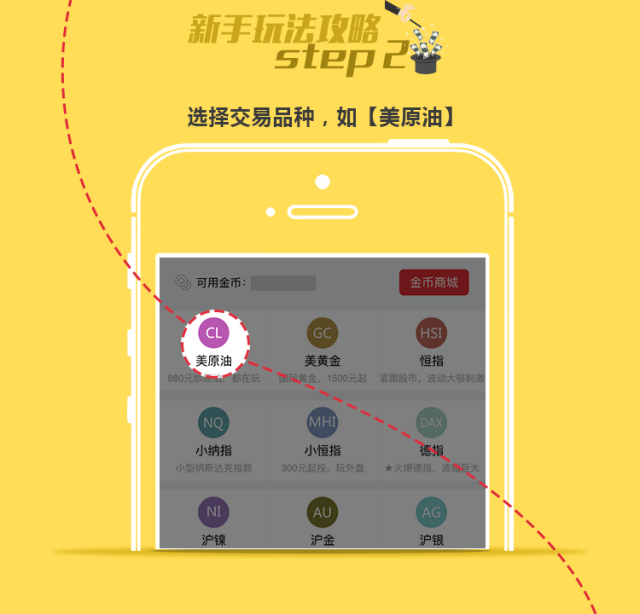 新手玩法攻略
step 2
选择交易品种，如【美原油】
可用金币：
金币商城
CL GC HSI
美原油 美黄金 恒指
980元炒原油，都在玩 国际黄金，1500元起 紧跟股市，波动大够刺激
NQ MHI DAX
小纳指 小恒指 德指
小型纳斯达克指数 300元起投，玩外盘 ★火爆德指，波幅巨大
NI AU AG
沪镍 沪金 沪银